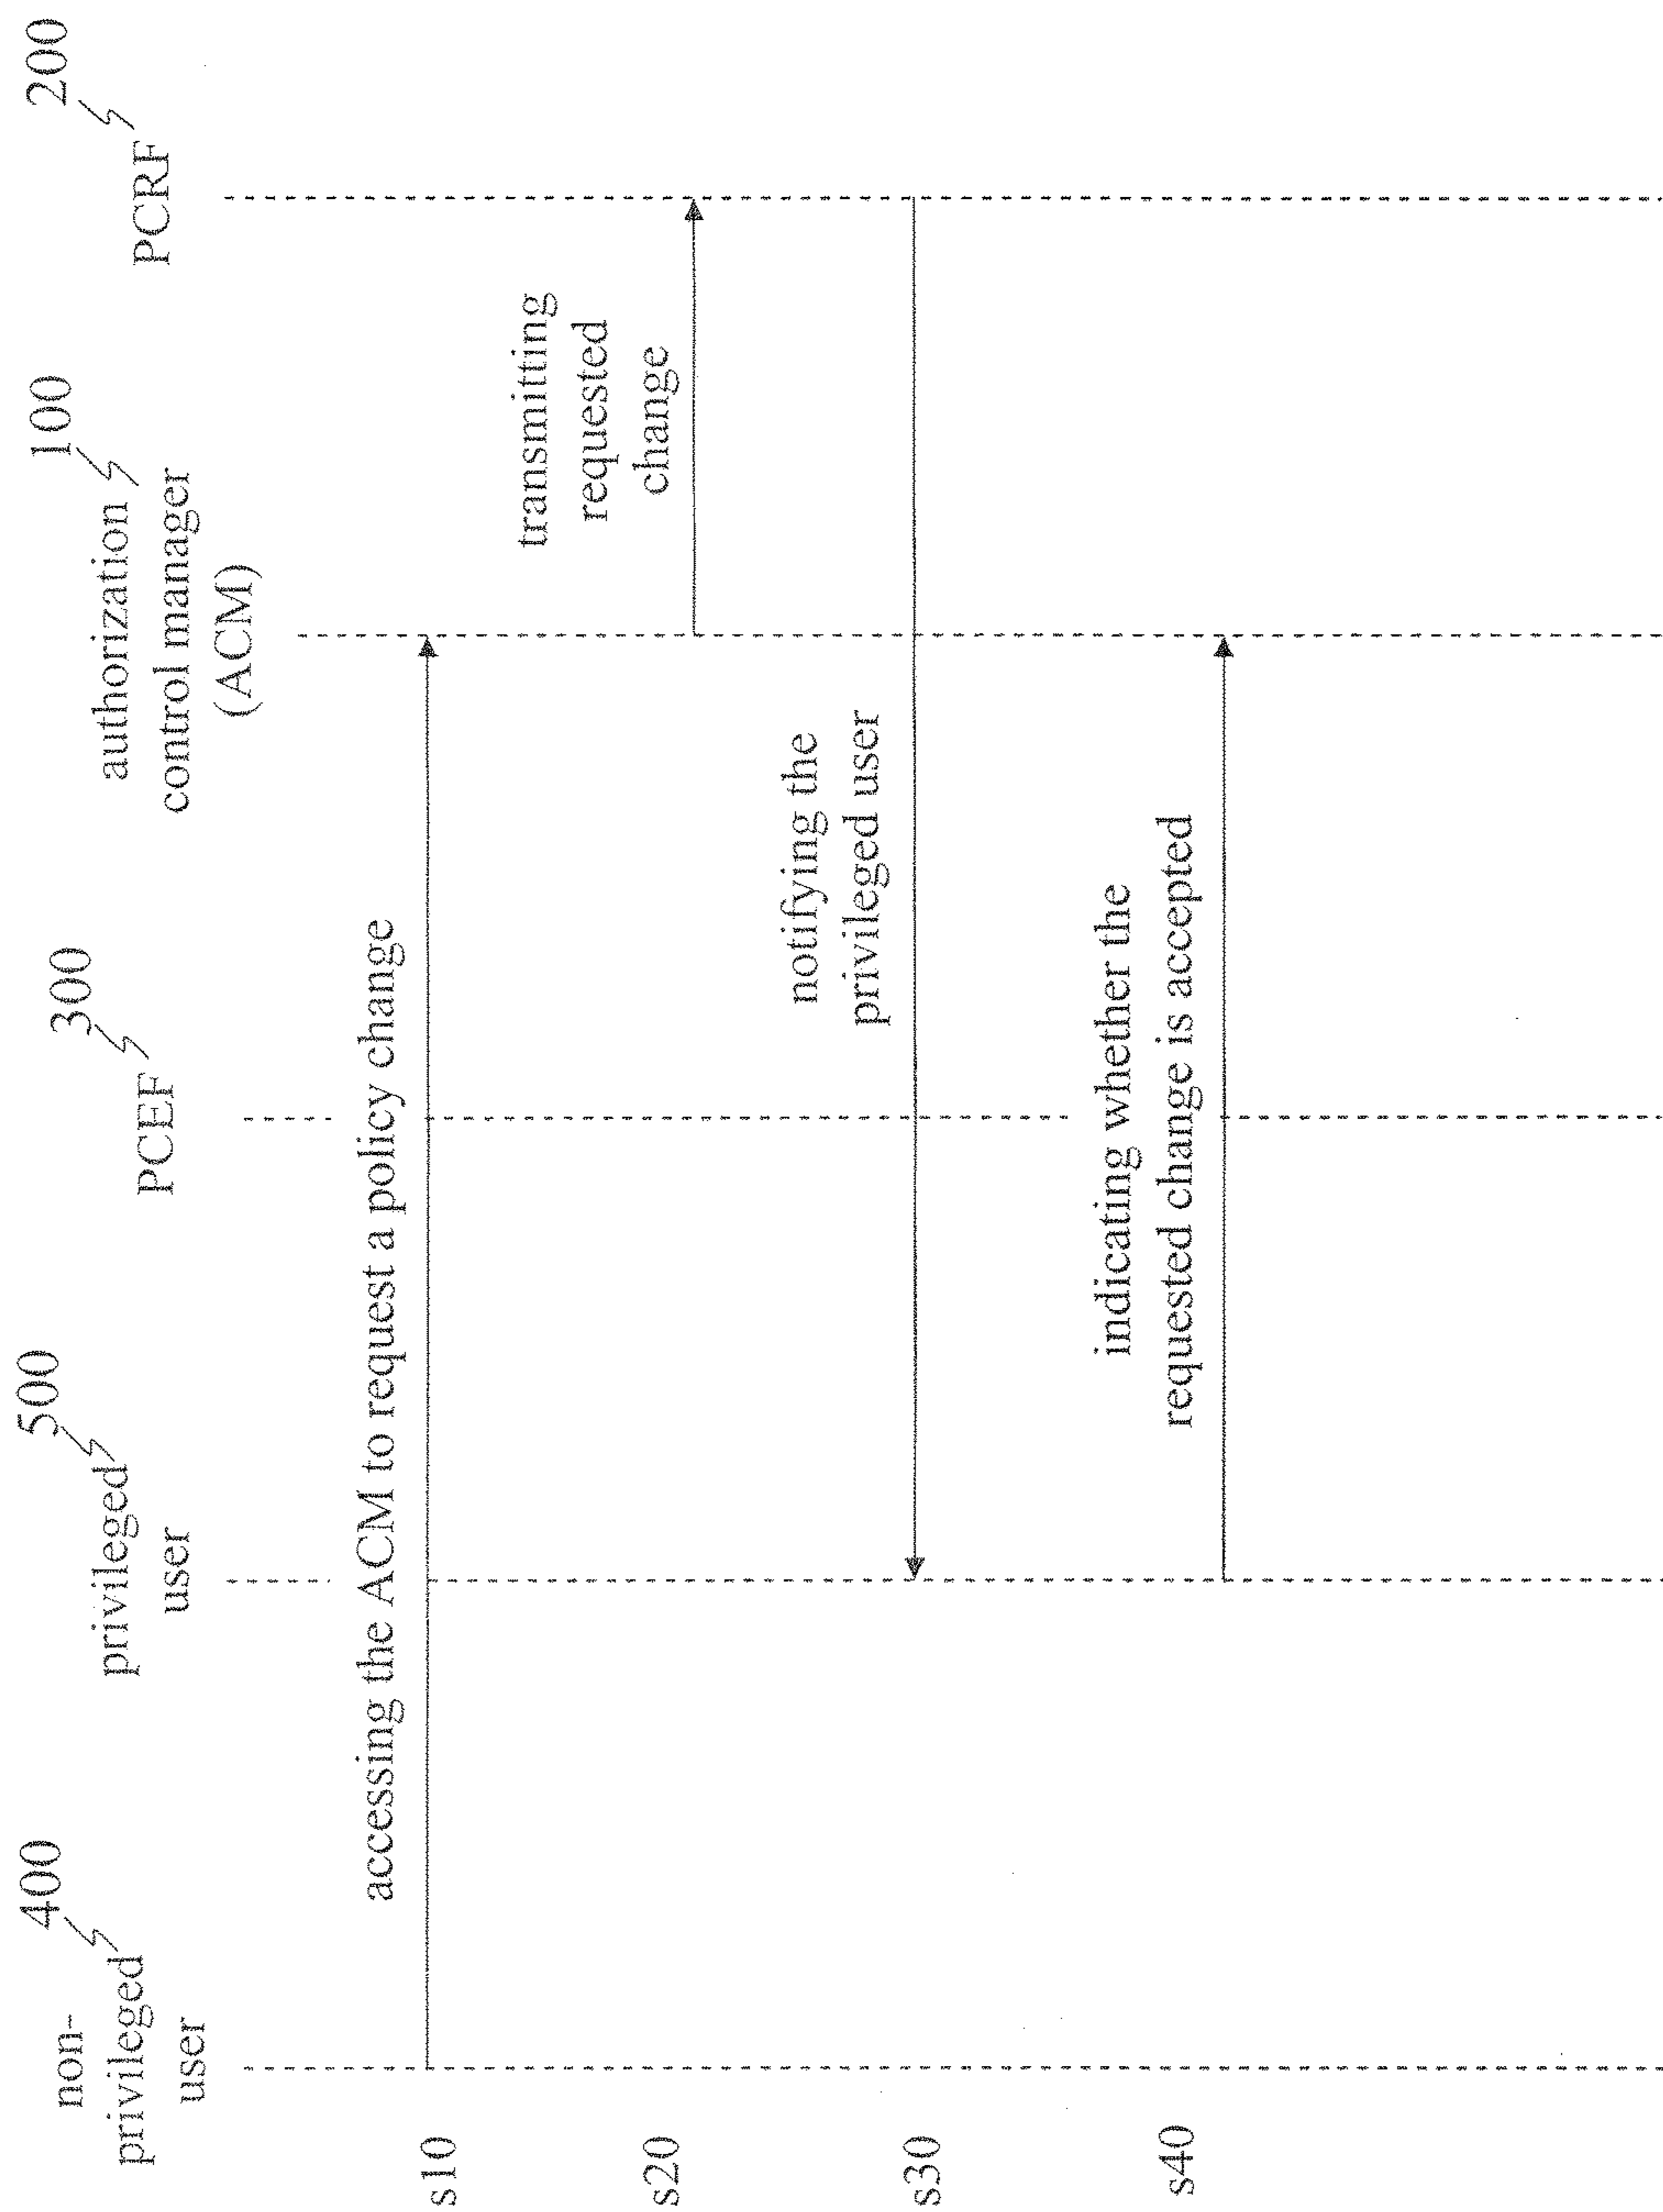 400
non-
privileged
user
500
privileged
user
300
PCEF
100
authorization
control manager
(ACM)
200
PCRF
s10
accessing the ACM to request a policy change
s20
transmitting
requested
change
s30
notifying the
privileged user
s40
indicating whether the
requested change is accepted